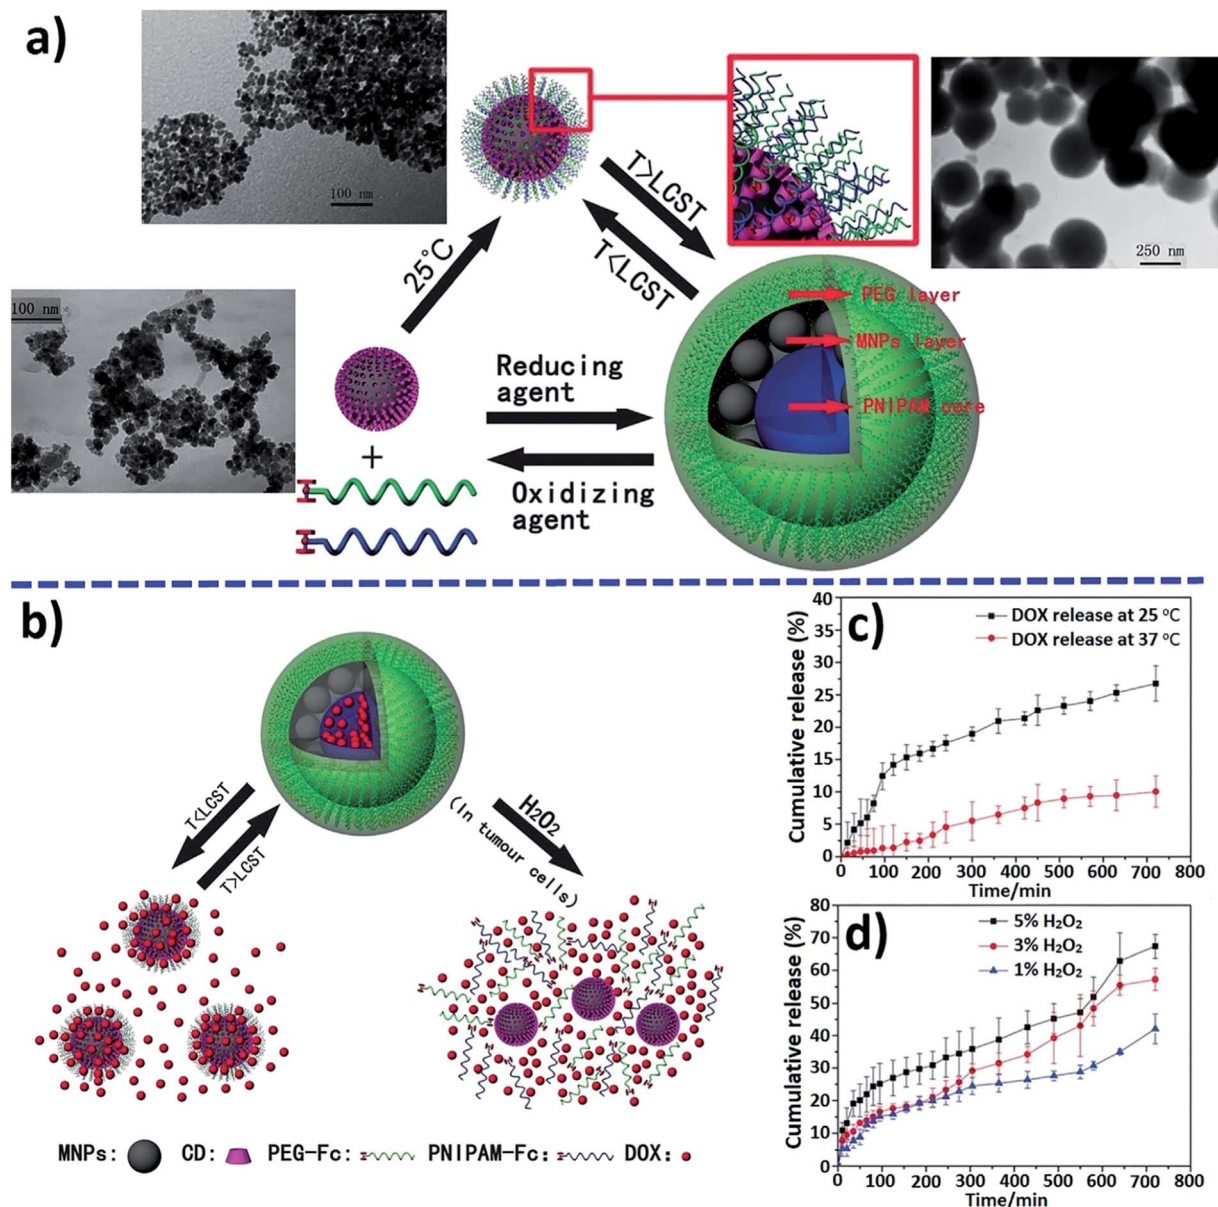 a)
100 nm
250 nm
100 nm
25°C
T>LCST
T<LCST
PEG layer
MNPs layer
PNIPAM core
Reducing
agent
+
Oxidizing
agent
b)
T<LCST
T>LCST
H₂O₂
(In tumour cells)
MNPs: CD: PEG-Fc: PNIPAM-Fc: DOX:
c)
DOX release at 25 °C
DOX release at 37 °C
Cumulative release (%)
40
35
30
25
20
15
10
5
0
0 100 200 300 400 500 600 700 800
Time/min
d)
5% H₂O₂
3% H₂O₂
1% H₂O₂
Cumulative release (%)
80
70
60
50
40
30
20
10
0
0 100 200 300 400 500 600 700 800
Time/min